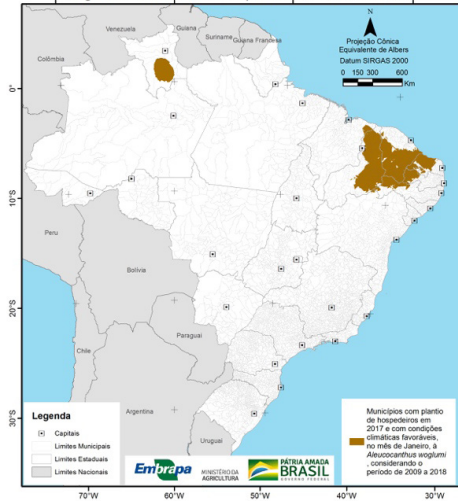 Venezuela
Guiana
Suriname
Guiana Francesa
Colômbia
N
Projeção Cônica
Equivalente de Albers
Datum SIRGAS 2000
0 150 300 600
Km
0°
10°S
20°S
30°S
Peru
Bolívia
Paraguai
Chile
Argentina
Uruguai
Legenda
Capitais
Limites Municipais
Limites Estaduais
Limites Nacionais
Embrapa
MINISTÉRIO DA
AGRICULTURA
PÁTRIA AMADA
BRASIL
GOVERNO FEDERAL
Municípios com plantio
de hospedeiros em
2017 e com condições
climáticas favoráveis,
no mês de Janeiro, à
Aleucocanthus woglumi
, considerando o
período de 2009 a 2018
70°W 60°W 50°W 40°W 30°W